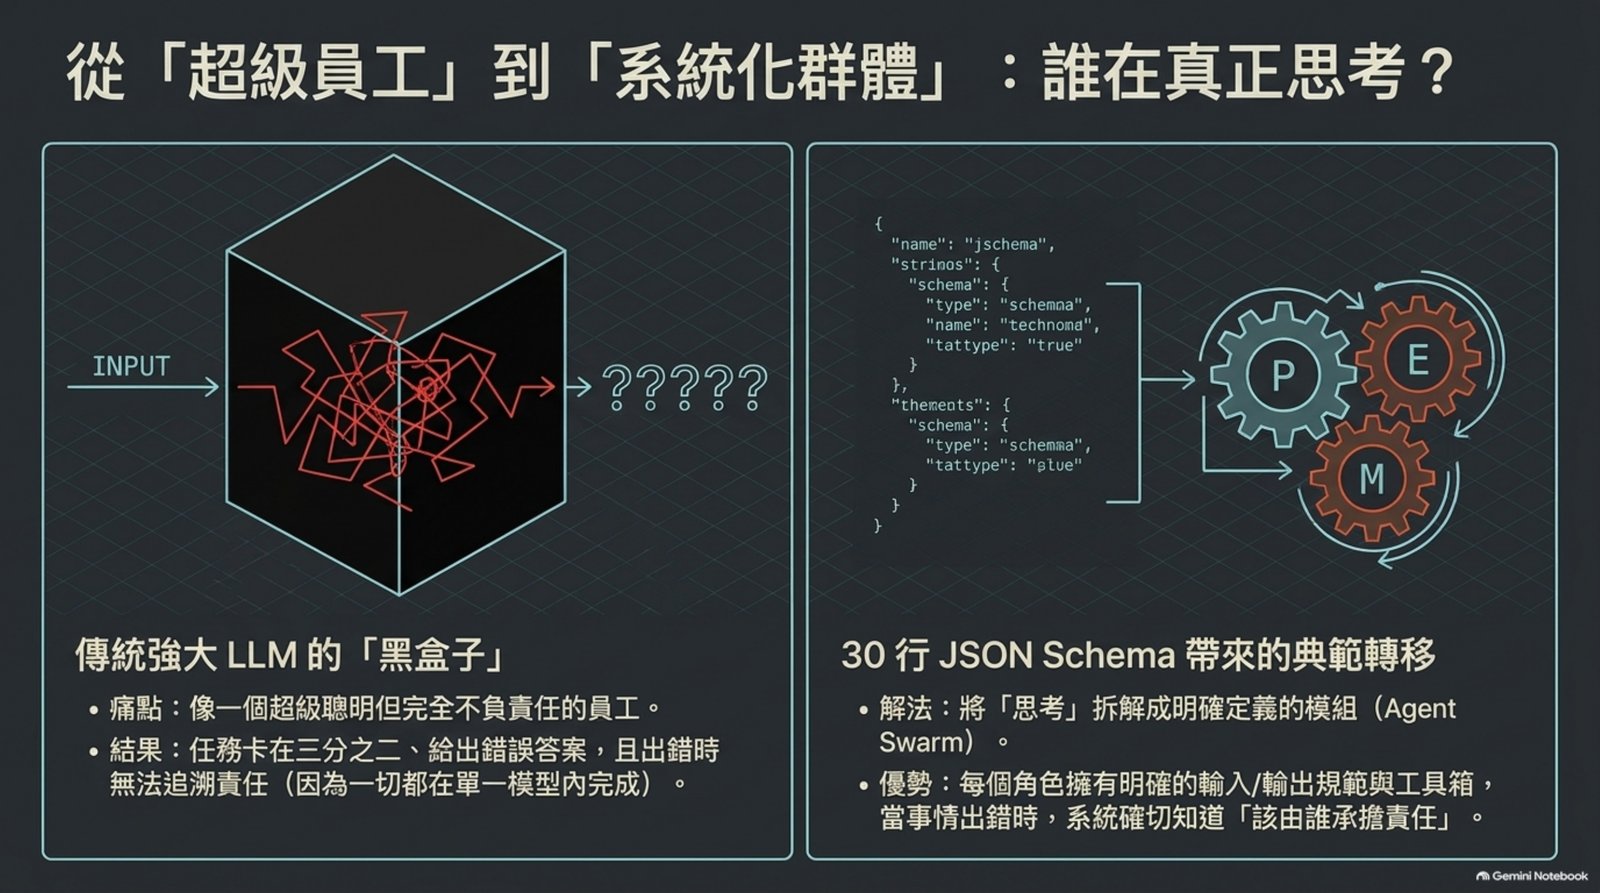 從「超級員工」到「系統化群體」：誰在真正思考？
INPUT
?????
傳統強大 LLM 的「黑盒子」
• 痛點：像一個超級聰明但完全不負責任的員工。
• 結果：任務卡在三分之二、給出錯誤答案，且出錯時
無法追溯責任（因為一切都在單一模型內完成）。
{
"name": "jschema",
"strinos": {
"schema": {
"type": "schemma",
"name": "technoma",
"tattype": "true"
}
},
"thements": {
"schema": {
"type": "schemma",
"tattype": "plue"
}
}
}
P
E
M
30 行 JSON Schema 帶來的典範轉移
• 解法：將「思考」拆解成明確定義的模組（Agent
Swarm）。
• 優勢：每個角色擁有明確的輸入/輸出規範與工具箱，
當事情出錯時，系統確切知道「該由誰承擔責任」。
Gemini Notebook